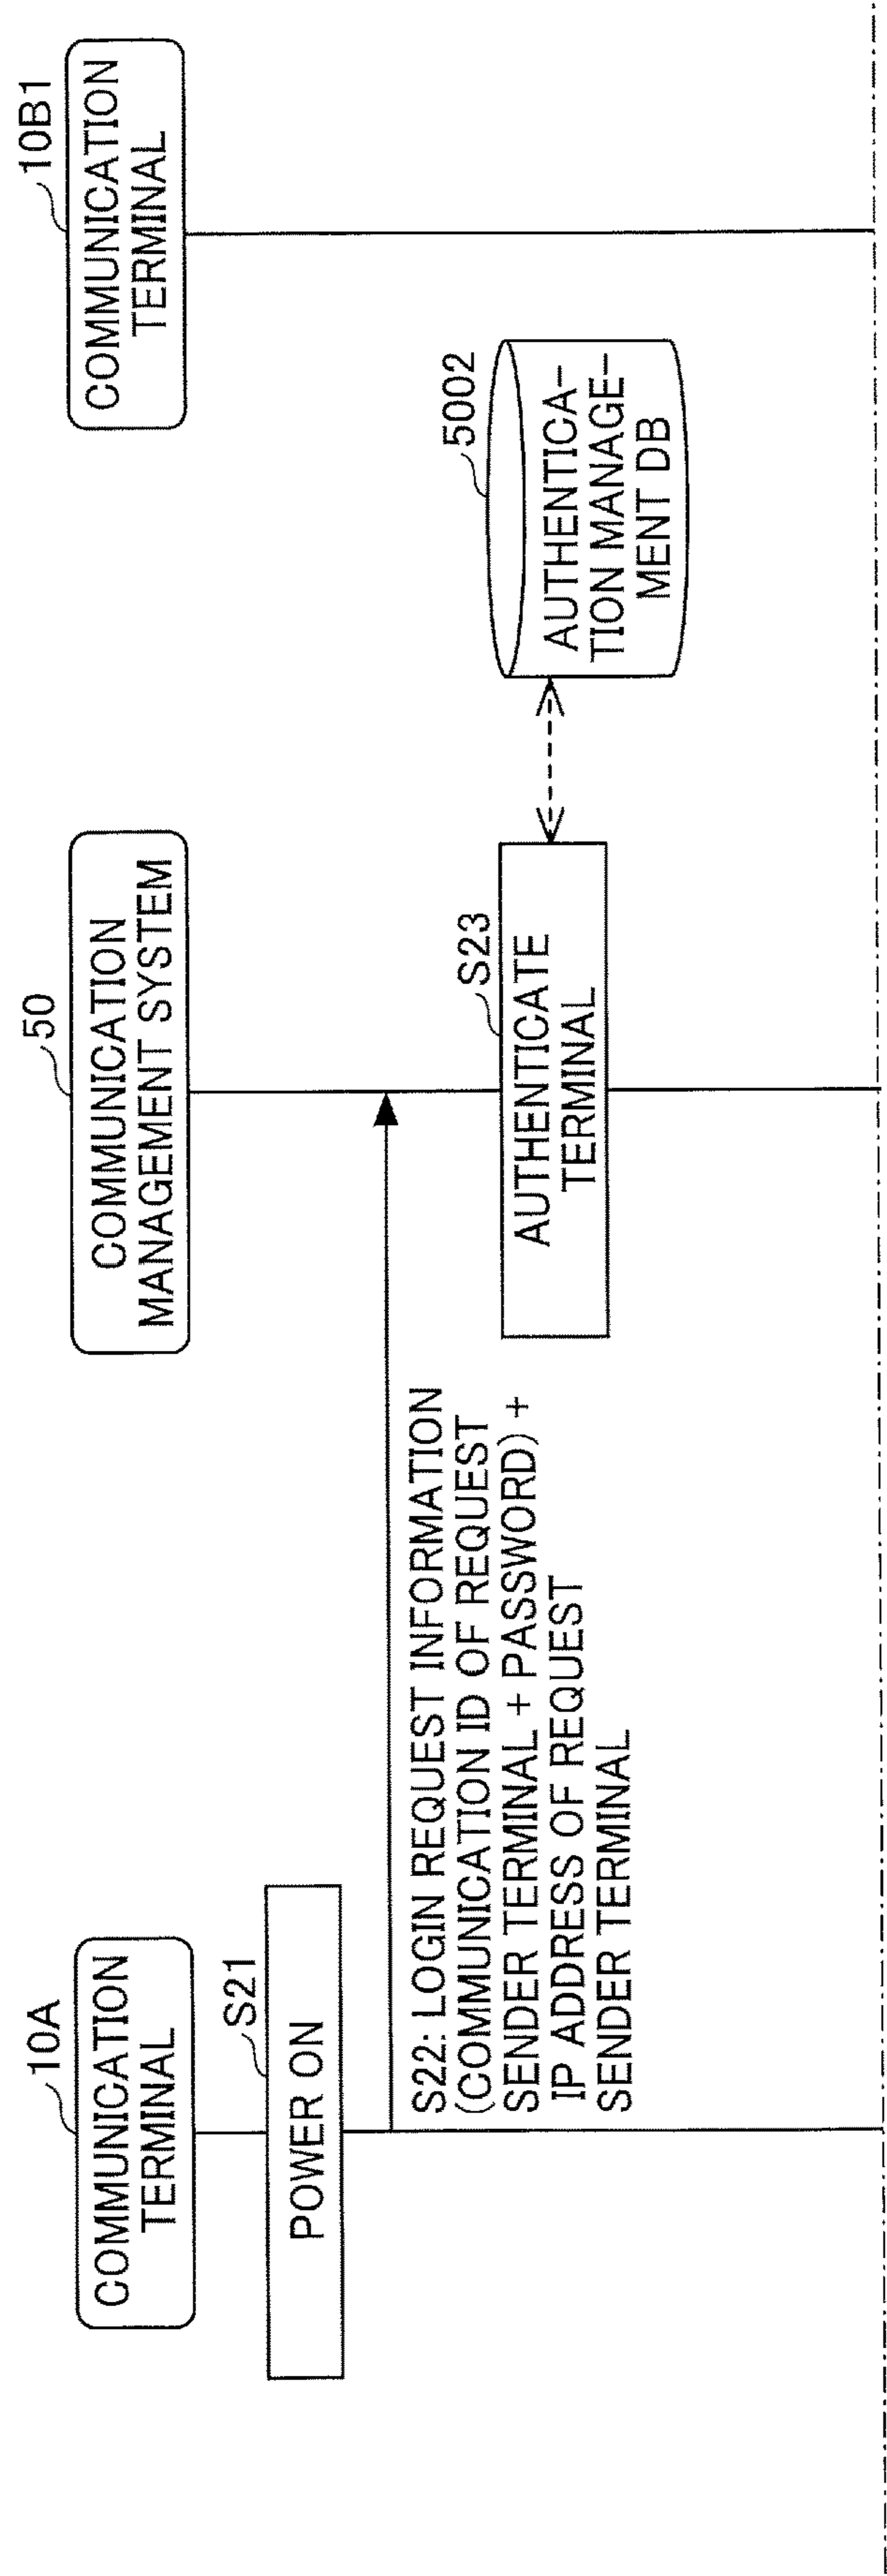 10A
COMMUNICATION
TERMINAL
50
COMMUNICATION
MANAGEMENT SYSTEM
10B1
COMMUNICATION
TERMINAL
S21
POWER ON
S22: LOGIN REQUEST INFORMATION
(COMMUNICATION ID OF REQUEST
SENDER TERMINAL + PASSWORD) +
IP ADDRESS OF REQUEST
SENDER TERMINAL
S23
AUTHENTICATE
TERMINAL
5002
AUTHENTICA-
TION MANAGE-
MENT DB